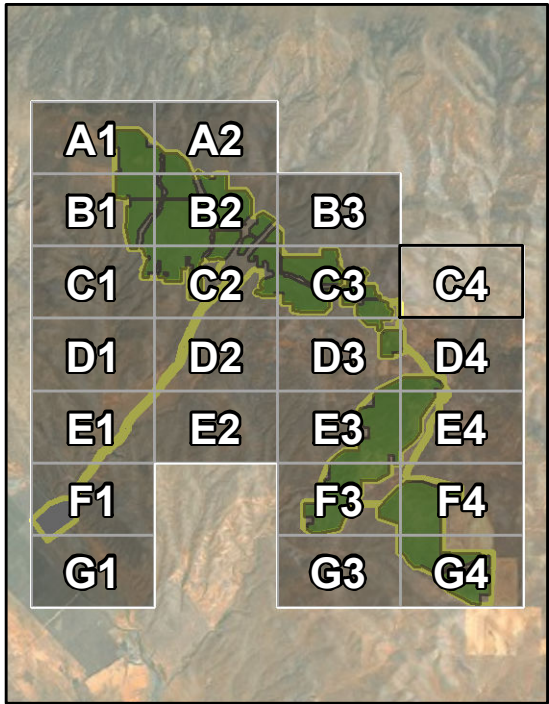 A1 A2
B1 B2 B3
C1 C2 C3 C4
D1 D2 D3 D4
E1 E2 E3 E4
F1 F3 F4
G1 G3 G4